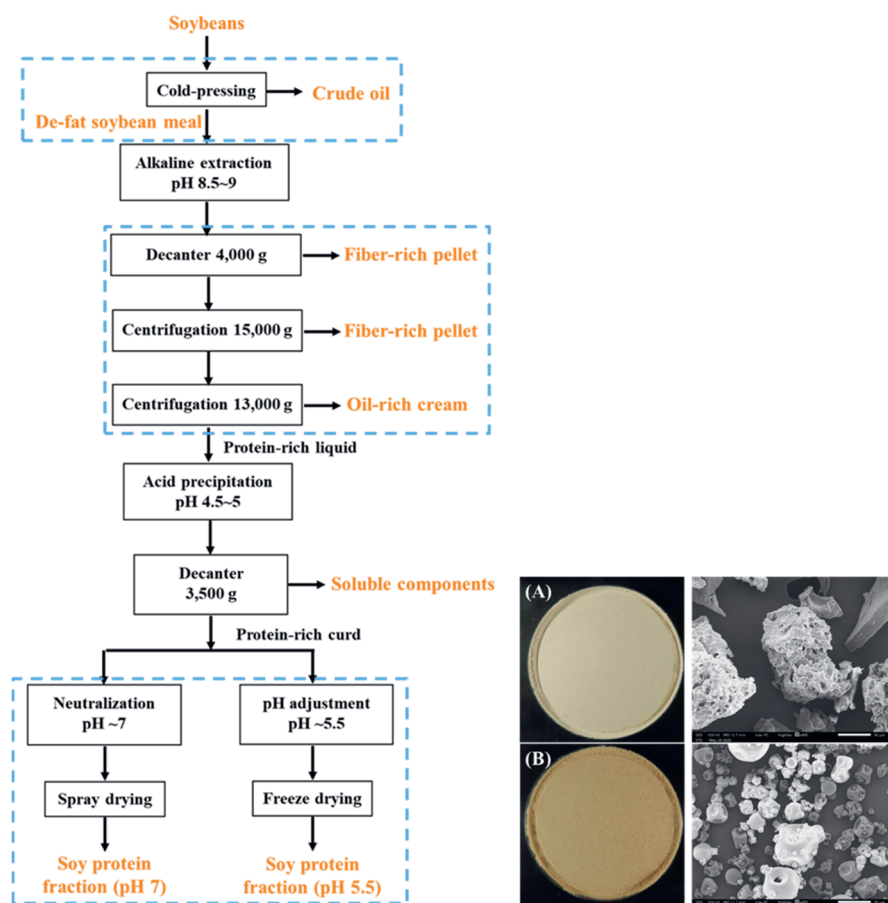 Soybeans
Cold-pressing
Crude oil
De-fat soybean meal
Alkaline extraction
pH 8.5~9
Decanter 4,000 g
Fiber-rich pellet
Centrifugation 15,000 g
Fiber-rich pellet
Centrifugation 13,000 g
Oil-rich cream
Protein-rich liquid
Acid precipitation
pH 4.5~5
Decanter
3,500 g
Soluble components
Protein-rich curd
Neutralization
pH ~7
pH adjustment
pH ~5.5
Spray drying
Freeze drying
Soy protein
fraction (pH 7)
Soy protein
fraction (pH 5.5)
(A)
(B)